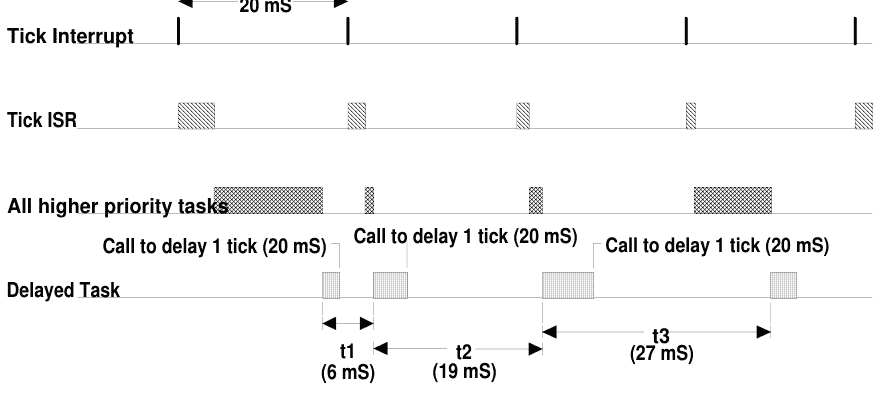 20 mS
Tick Interrupt
Tick ISR
All higher priority tasks
Call to delay 1 tick (20 mS)
Call to delay 1 tick (20 mS)
Call to delay 1 tick (20 mS)
Delayed Task
t1
(6 mS)
t2
(19 mS)
t3
(27 mS)